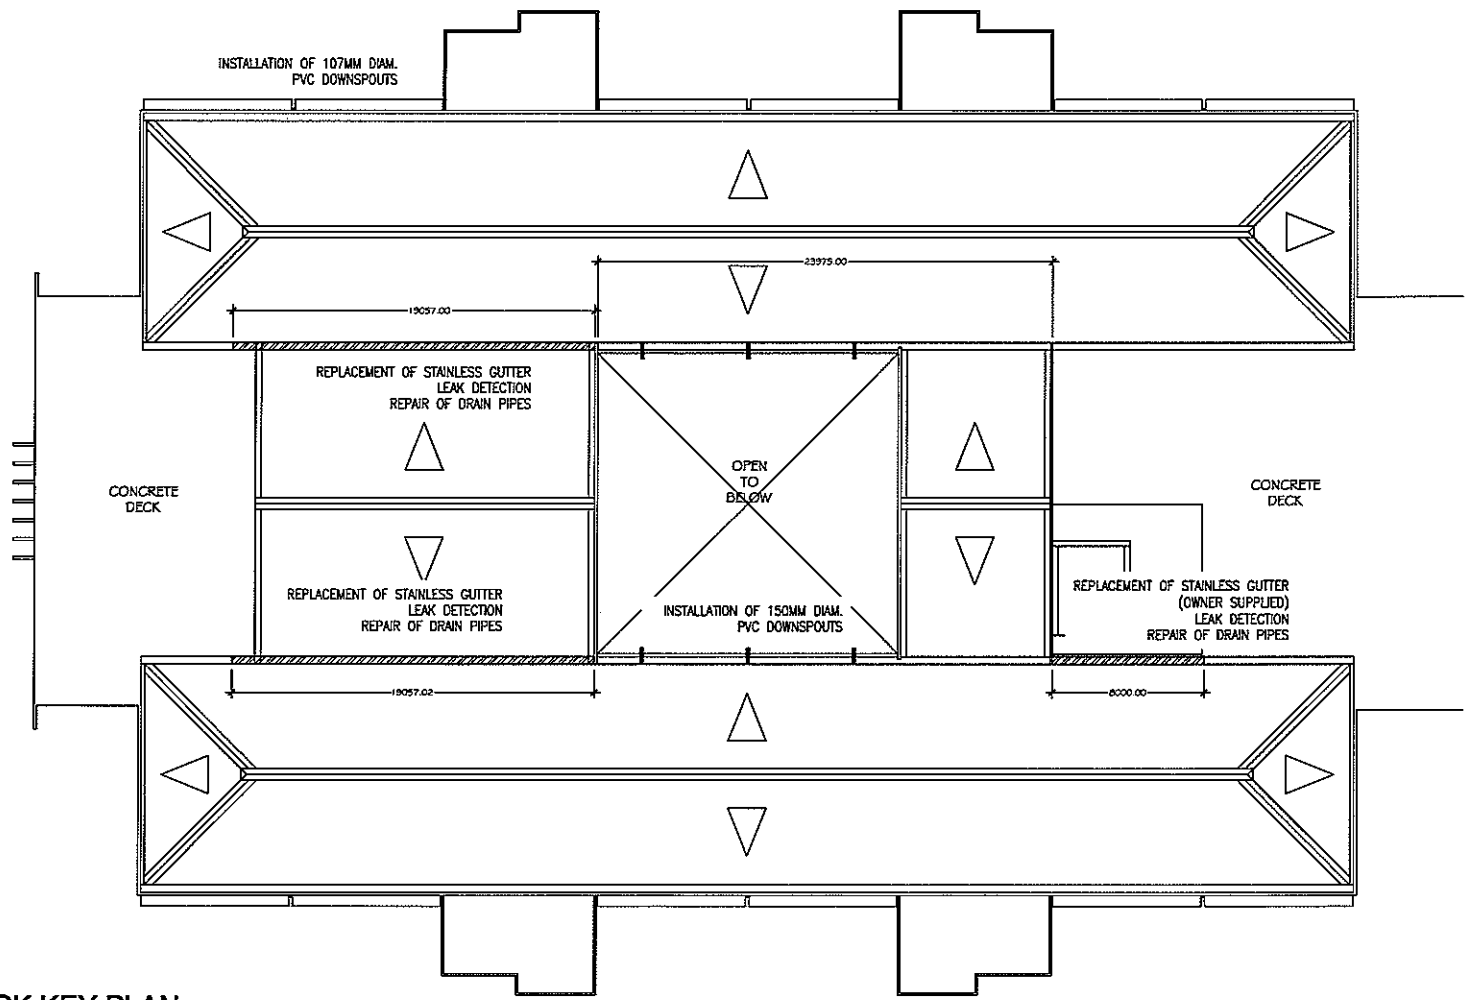 INSTALLATION OF 107MM DIAM.
PVC DOWNSPOUTS
23975.00
19057.00
REPLACEMENT OF STAINLESS GUTTER
LEAK DETECTION
REPAIR OF DRAIN PIPES
OPEN
TO
BELOW
CONCRETE
DECK
CONCRETE
DECK
REPLACEMENT OF STAINLESS GUTTER
LEAK DETECTION
REPAIR OF DRAIN PIPES
INSTALLATION OF 150MM DIAM.
PVC DOWNSPOUTS
REPLACEMENT OF STAINLESS GUTTER
(OWNER SUPPLIED)
LEAK DETECTION
REPAIR OF DRAIN PIPES
19057.02
8000.00
KEY PLAN